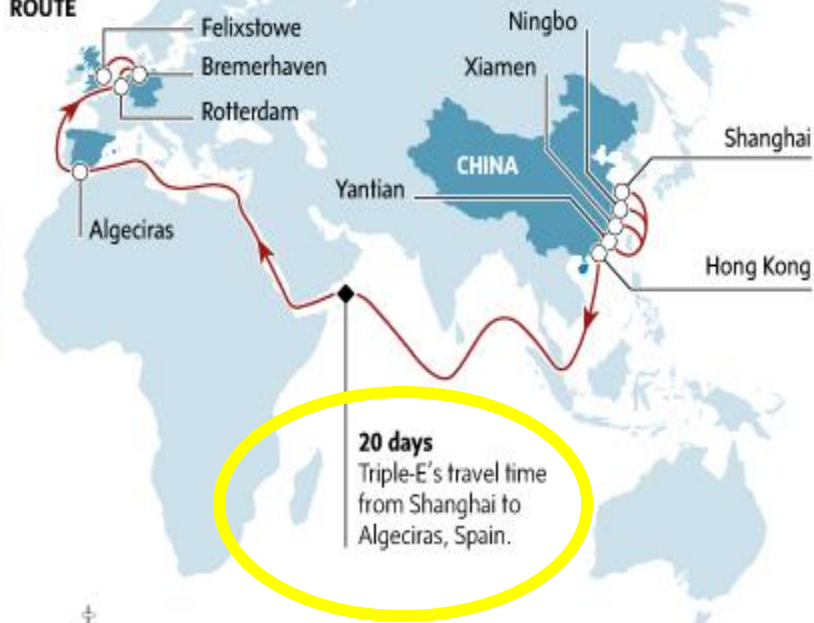 ROUTE
Felixstowe
Bremerhaven
Rotterdam
Algeciras
Ningbo
Xiamen
Shanghai
CHINA
Yantian
Hong Kong
20 days
Triple-E's travel time
from Shanghai to
Algeciras, Spain.